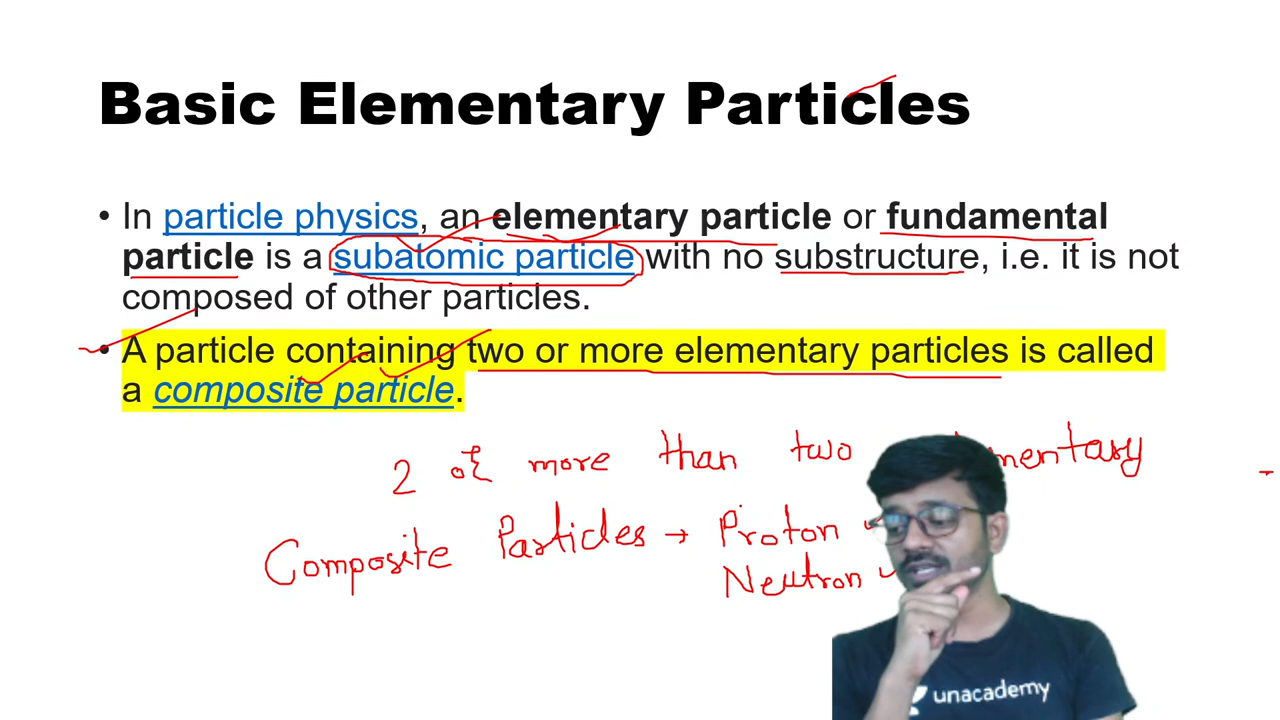 Basic Elementary Particles
• In particle physics, an elementary particle or fundamental
particle is a subatomic particle with no substructure, i.e. it is not
composed of other particles.
• A particle containing two or more elementary particles is called
a composite particle.
2 of more than two mentary
Composite Particles → Proton
Neutron
unacademy